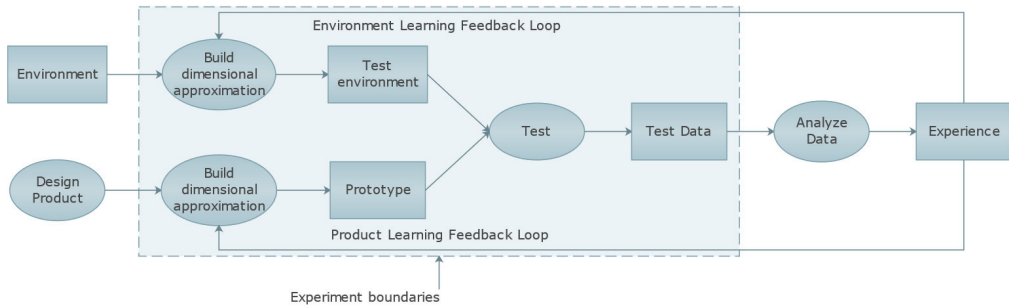 Environment Learning Feedback Loop
Environment
Build
dimensional
approximation
Test
environment
Test
Test Data
Analyze
Data
Experience
Design
Product
Build
dimensional
approximation
Prototype
Product Learning Feedback Loop
Experiment boundaries